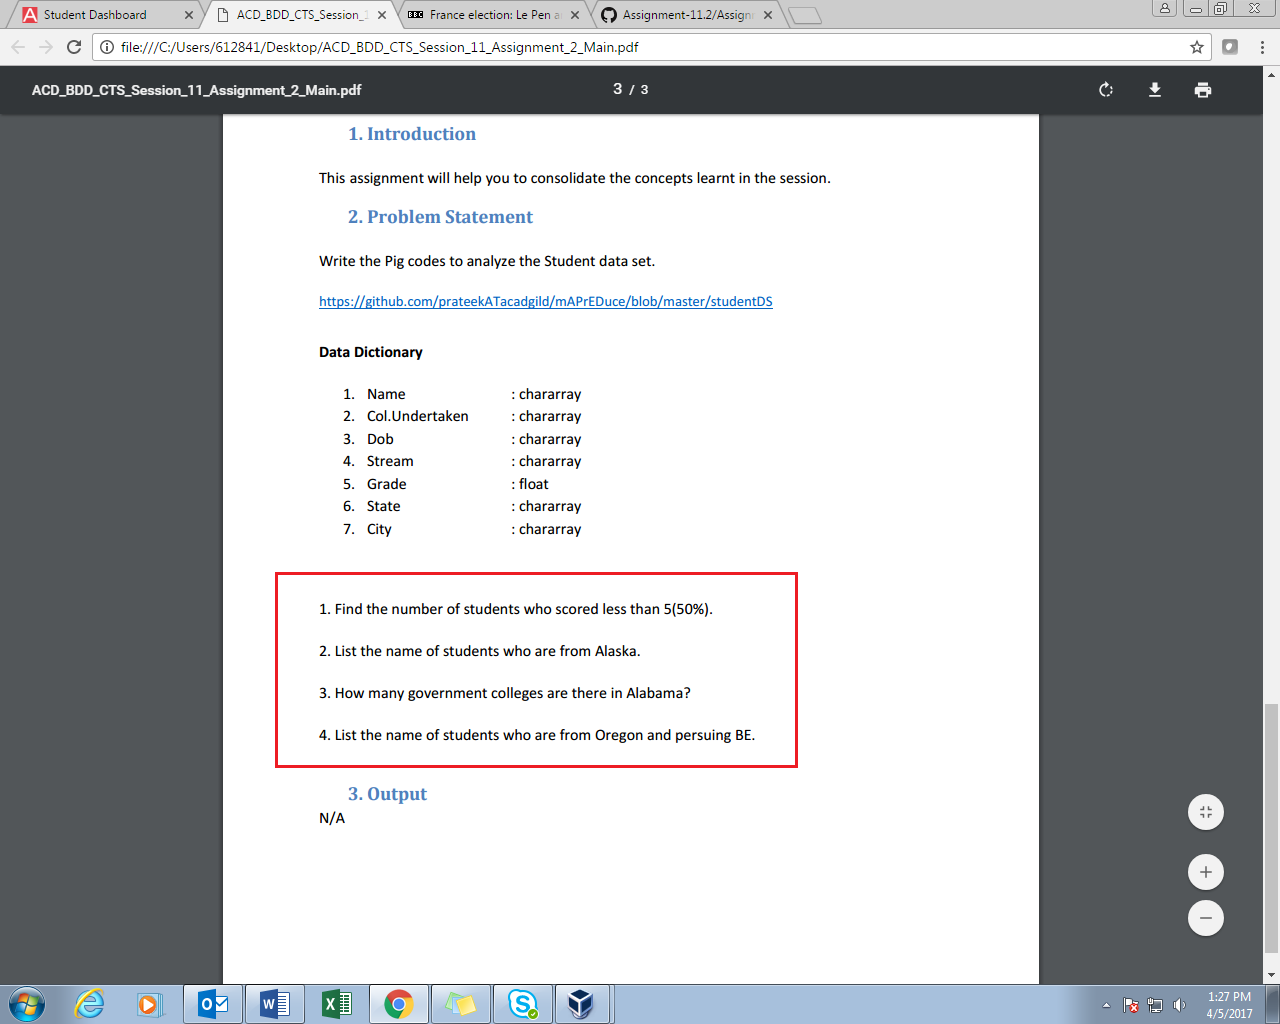 Student Dashboard
ACD_BDD_CTS_Session_1
France election: Le Pen a
Assignment-11.2/Assign
file:///C:/Users/612841/Desktop/ACD_BDD_CTS_Session_11_Assignment_2_Main.pdf
ACD_BDD_CTS_Session_11_Assignment_2_Main.pdf
3 / 3
1. Introduction
This assignment will help you to consolidate the concepts learnt in the session.
2. Problem Statement
Write the Pig codes to analyze the Student data set.
https://github.com/prateekATacadgild/mAPrEDuce/blob/master/studentDS
Data Dictionary
1. Name : chararray
2. Col.Undertaken : chararray
3. Dob : chararray
4. Stream : chararray
5. Grade : float
6. State : chararray
7. City : chararray
1. Find the number of students who scored less than 5(50%).
2. List the name of students who are from Alaska.
3. How many government colleges are there in Alabama?
4. List the name of students who are from Oregon and persuing BE.
3. Output
N/A
1:27 PM
4/5/2017